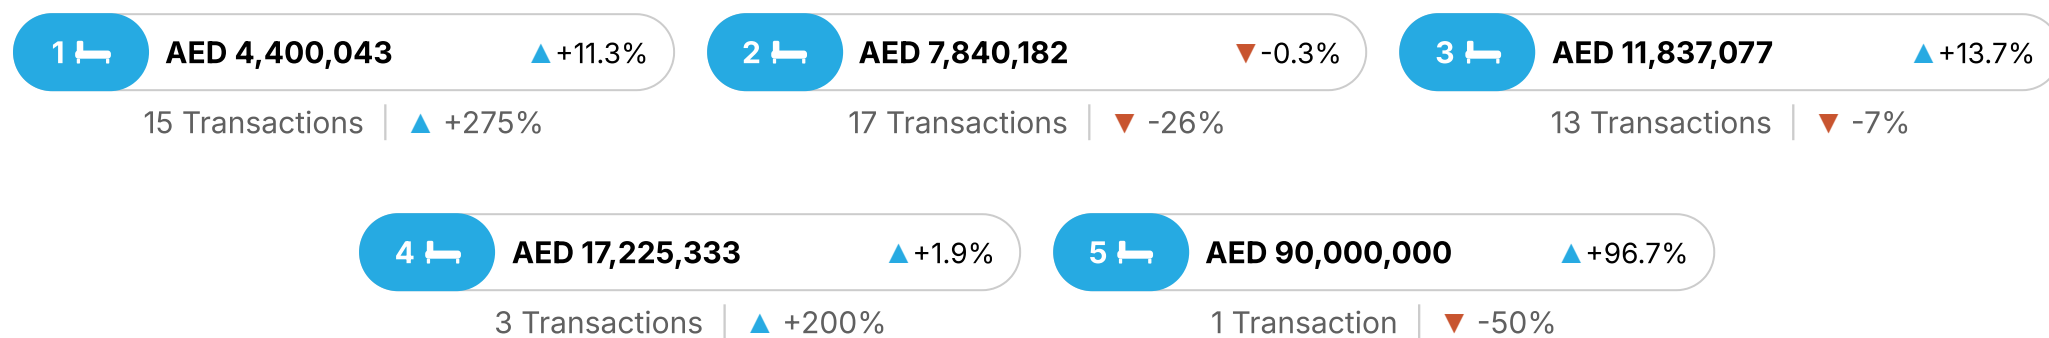 1 AED 4,400,043 ▲+11.3% 2 AED 7,840,182 ▼-0.3% 3 AED 11,837,077 ▲+13.7%
15 Transactions | ▲ +275% 17 Transactions | ▼ -26% 13 Transactions | ▼ -7%
4 AED 17,225,333 ▲+1.9% 5 AED 90,000,000 ▲+96.7%
3 Transactions | ▲ +200% 1 Transaction | ▼ -50%